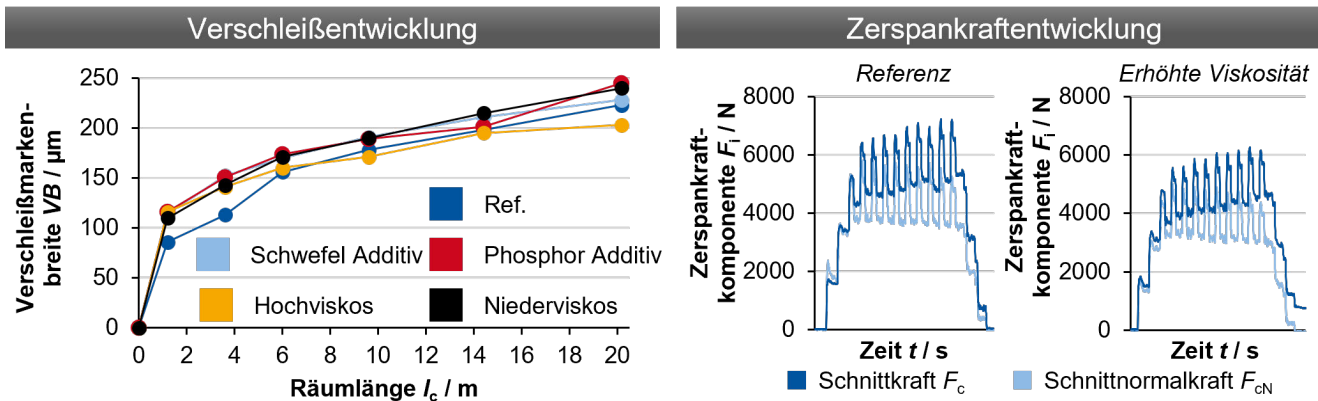 Verschleißentwicklung
Verschleißmarken-
breite VB / µm
250
200
150
100
50
0
Ref.
Schwefel Additiv
Phosphor Additiv
Hochviskos
Niederviskos
0 2 4 6 8 10 12 14 16 18 20
Räumlänge lc / m
Zerspankraftentwicklung
Referenz
Zerspankraft-
komponente Fi / N
8000
6000
4000
2000
0
Zeit t / s
Erhöhte Viskosität
Zerspankraft-
komponente Fi / N
8000
6000
4000
2000
0
Zeit t / s
Schnittkraft Fc
Schnittnormalkraft FcN